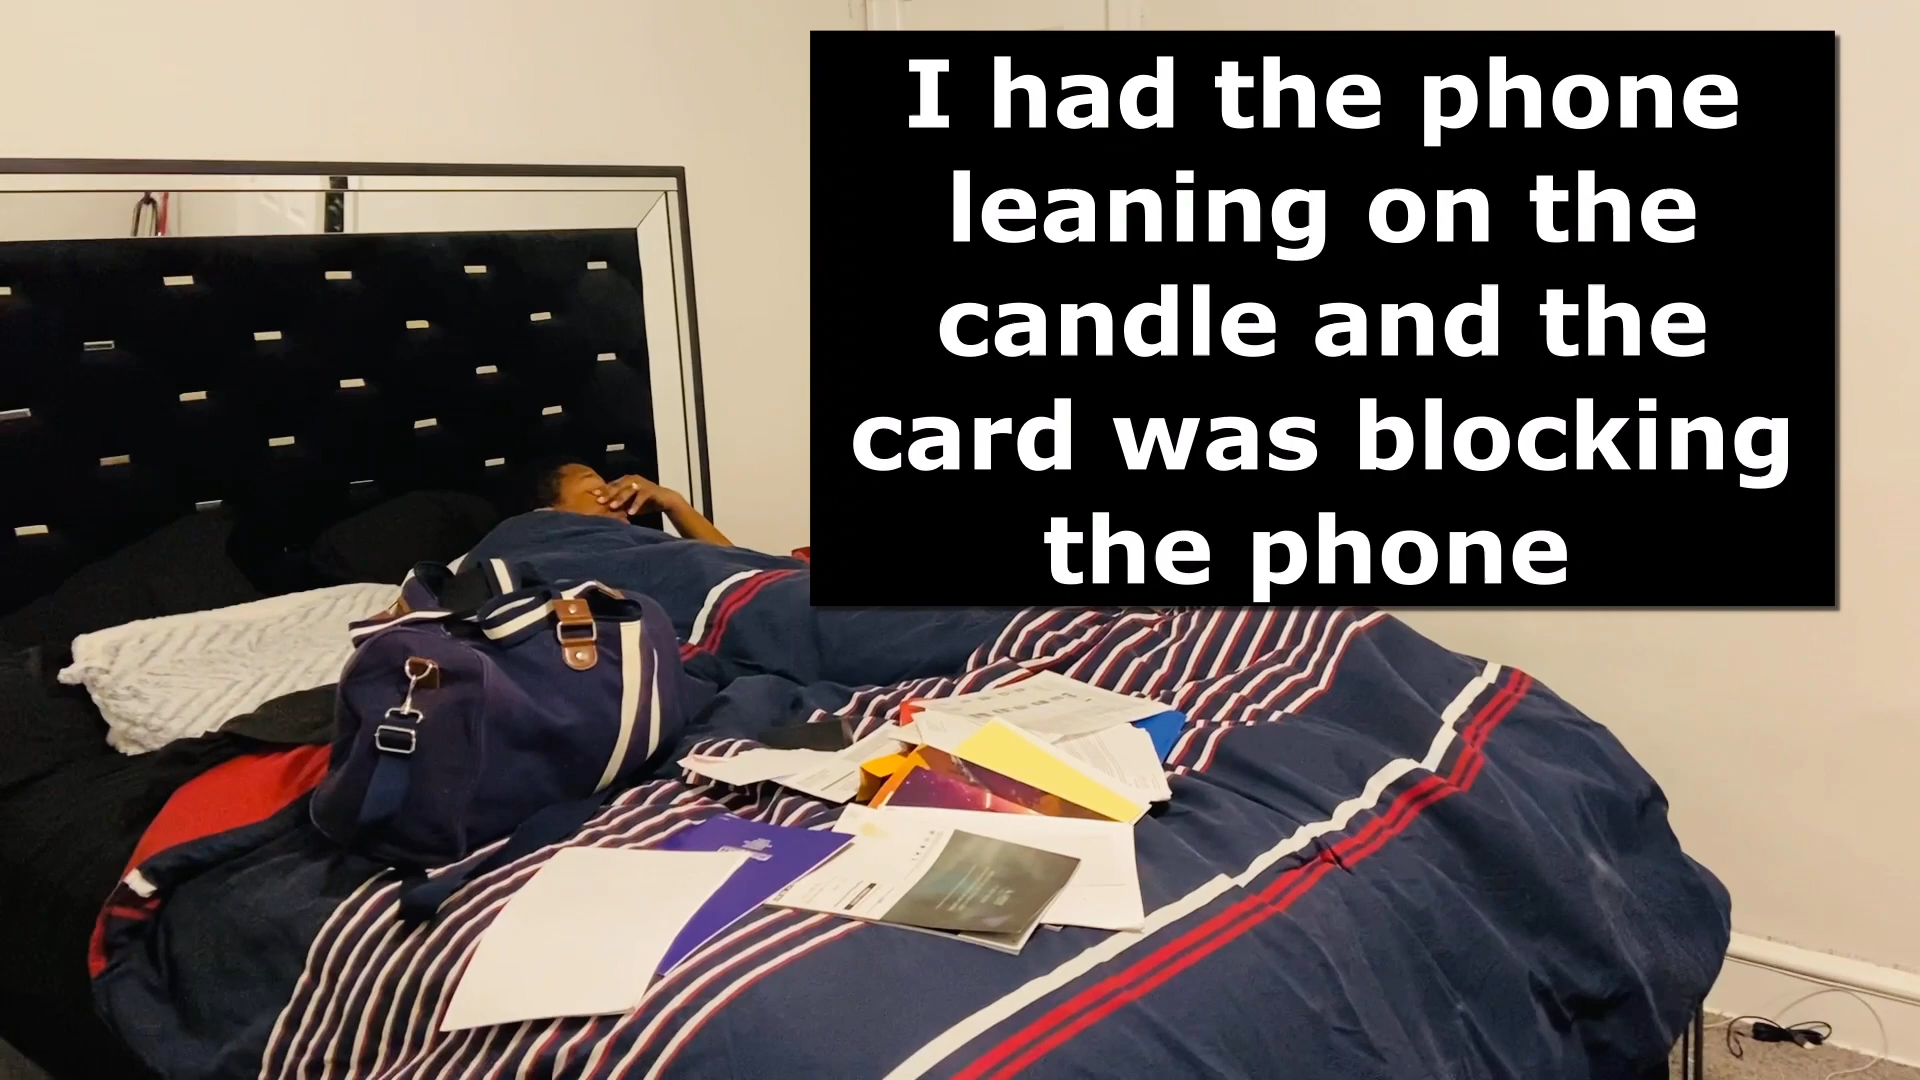 I had the phone
leaning on the
candle and the
card was blocking
the phone